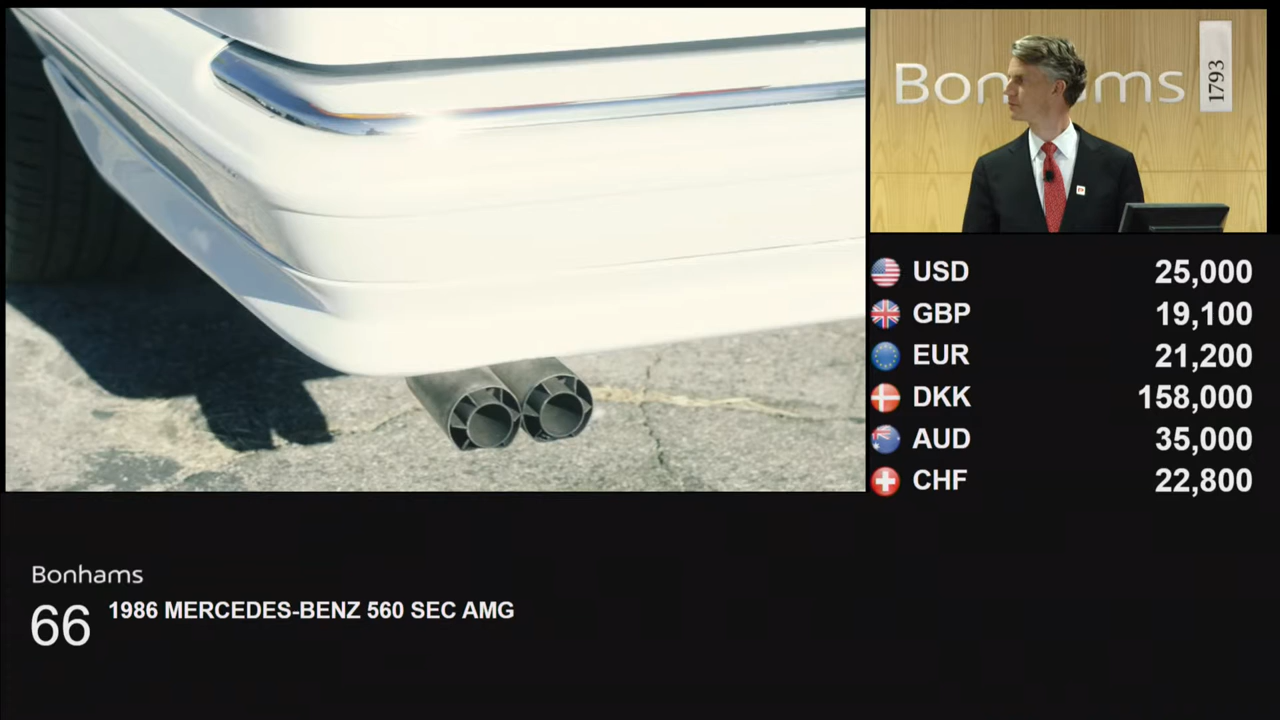 Bonhams
1793
USD 25,000
GBP 19,100
EUR 21,200
DKK 158,000
AUD 35,000
CHF 22,800
Bonhams
66 1986 MERCEDES-BENZ 560 SEC AMG